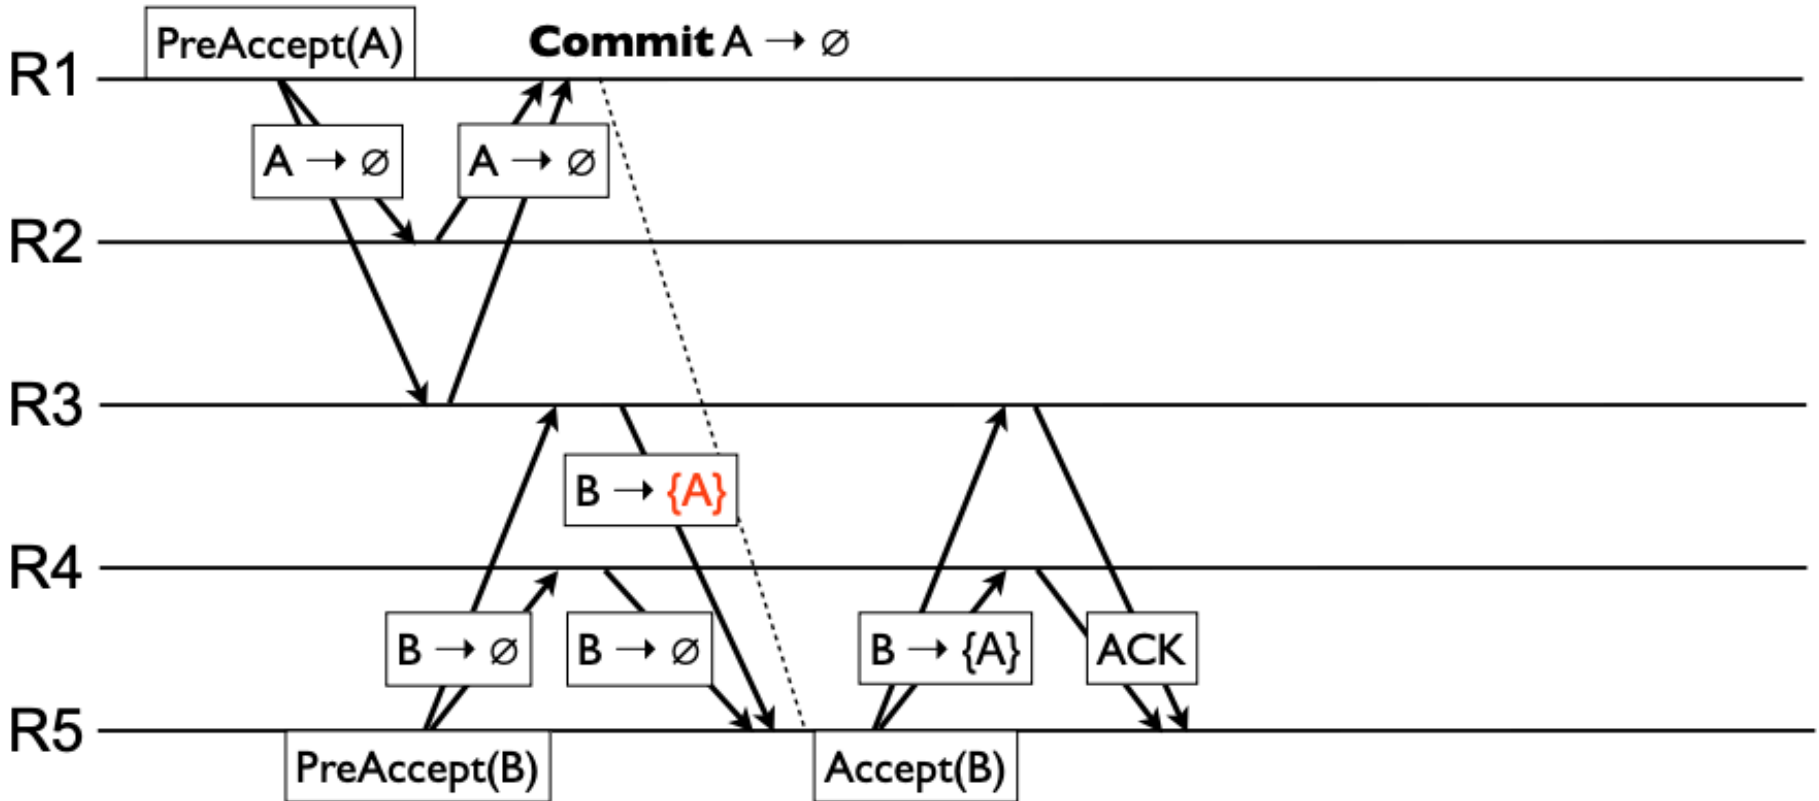 PreAccept(A)
Commit A → ∅
R1
A → ∅
A → ∅
R2
R3
B → {A}
R4
B → ∅
B → ∅
B → {A}
ACK
R5
PreAccept(B)
Accept(B)